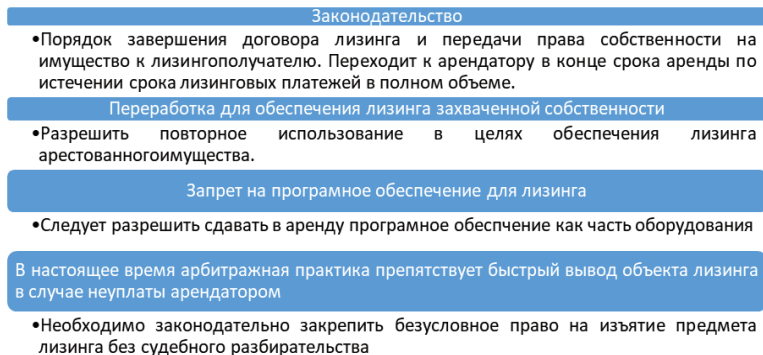 Законодательство
•Порядок завершения договора лизинга и передачи права собственности на
имущество к лизингополучателю. Переходит к арендатору в конце срока аренды по
истечении срока лизинговых платежей в полном объеме.
Переработка для обеспечения лизинга захваченной собственности
•Разрешить повторное использование в целях обеспечения лизинга
арестованногоимущества.
Запрет на програмное обеспечение для лизинга
•Следует разрешить сдавать в аренду програмное обеспчение как часть оборудования
В настоящее время арбитражная практика препятствует быстрый вывод объекта лизинга
в случае неуплаты арендатором
•Необходимо законодательно закрепить безусловное право на изъятие предмета
лизинга без судебного разбирательства